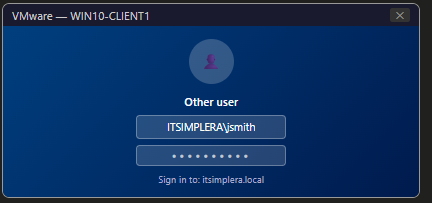 VMware — WIN10-CLIENT1
Other user
ITSIMPLERA\jsmith
••••••••••
Sign in to: itsimplera.local